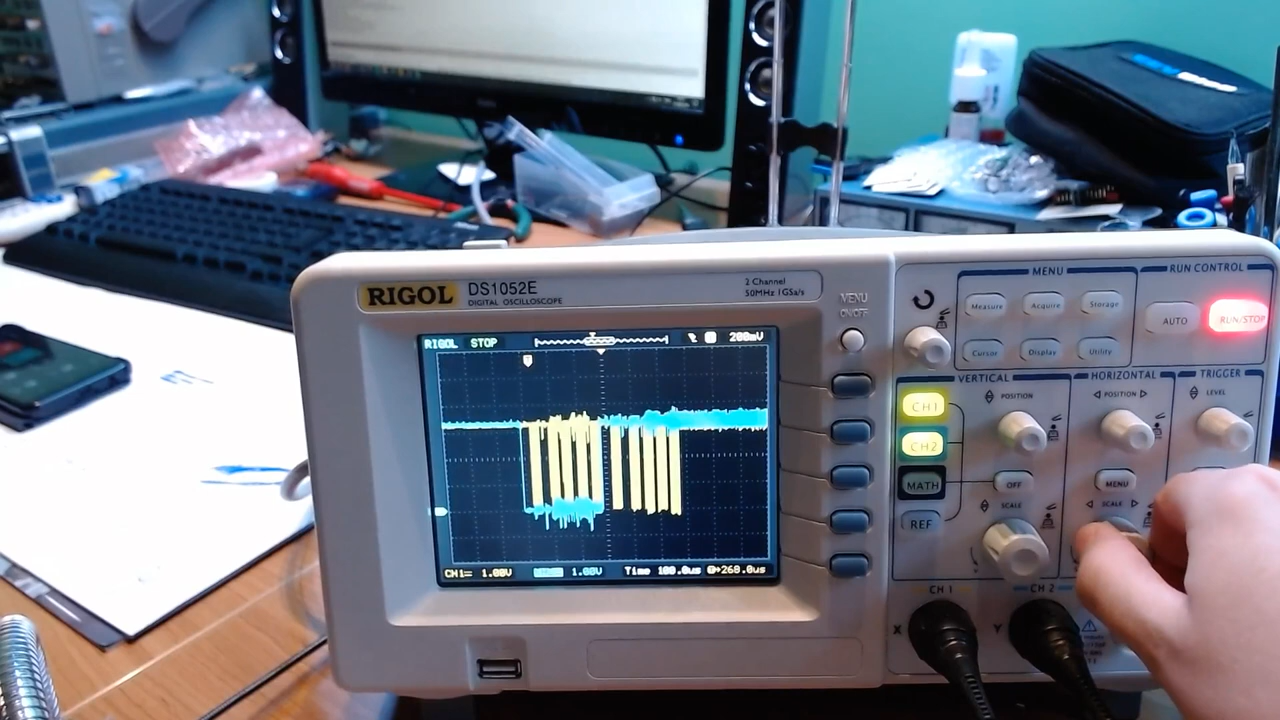 RIGOL DS1052E
DIGITAL OSCILLOSCOPE
2 Channel
50MHz 1GSa/s
MENU
ON/OFF
RIGOL STOP
200mV
CH1= 1.00V
1.00V
Time 100.0us
+268.0us
MENU
Measure
Acquire
Storage
Cursor
Display
Utility
RUN CONTROL
AUTO
RUN/STOP
VERTICAL
HORIZONTAL
TRIGGER
CH1
CH2
MATH
REF
POSITION
OFF
SCALE
POSITION
MENU
SCALE
LEVEL
CH 1
CH 2
X
Y